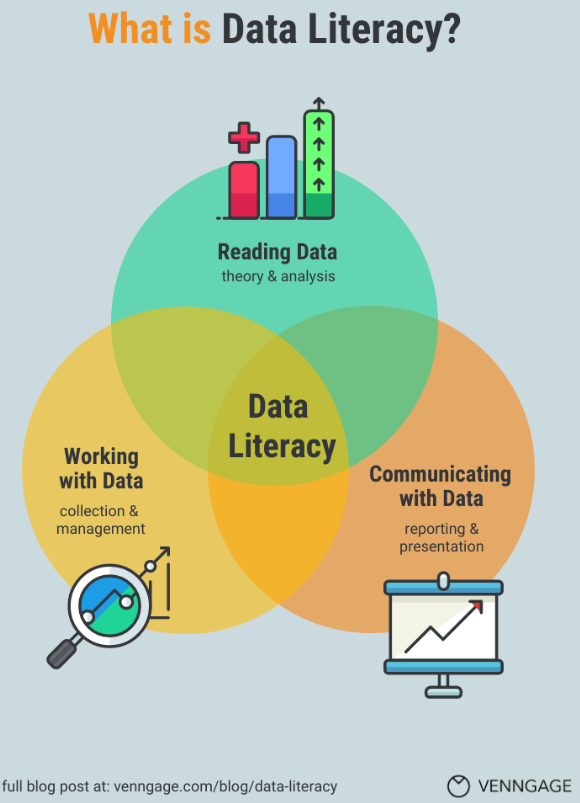 What is Data Literacy?
Reading Data
theory & analysis
Data
Literacy
Working
with Data
collection &
management
Communicating
with Data
reporting &
presentation
full blog post at: venngage.com/blog/data-literacy
VENNGAGE